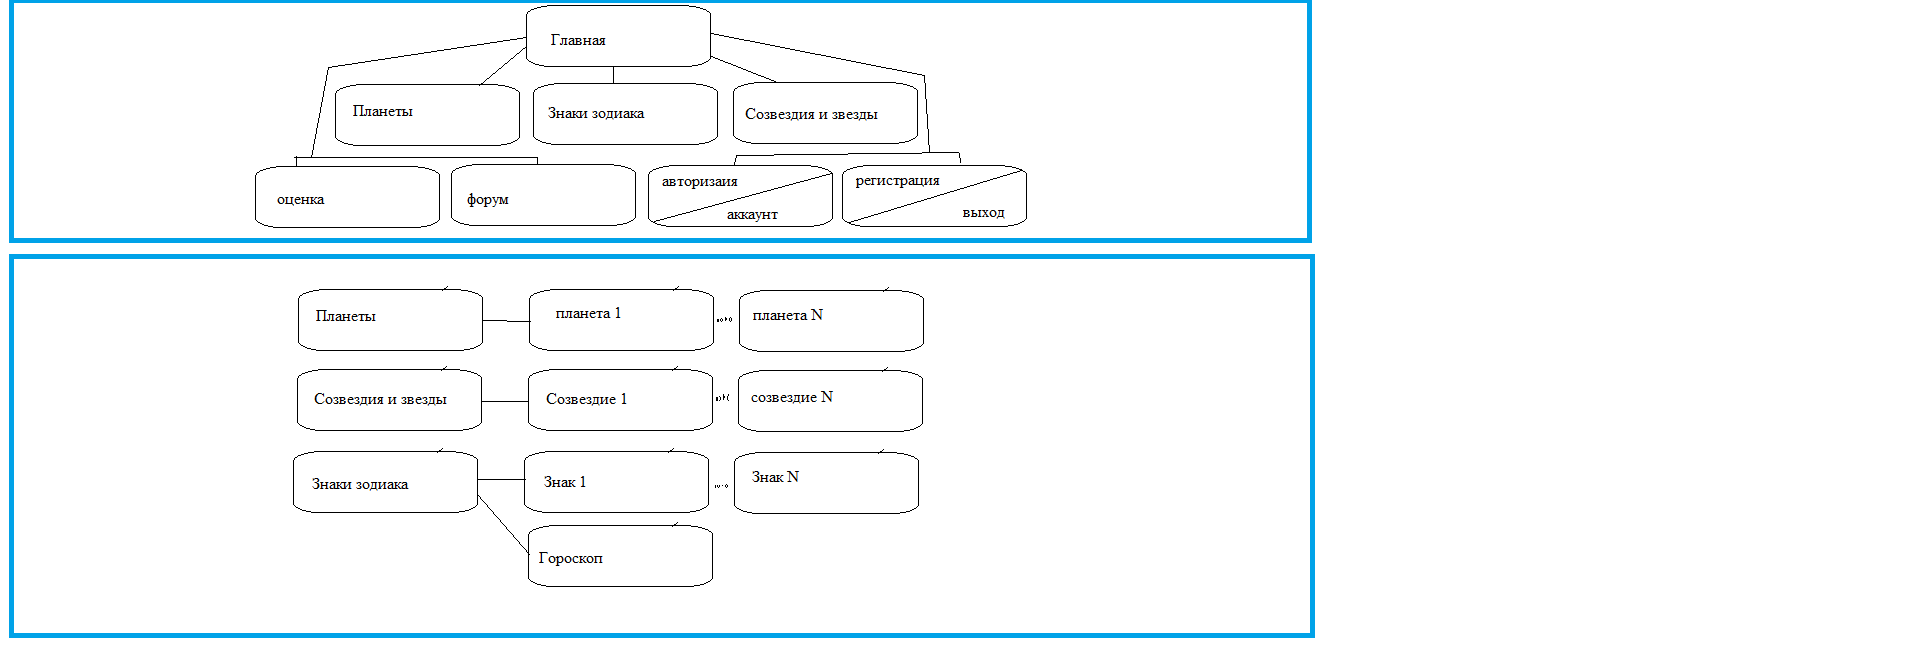 Главная
Планеты
Знаки зодиака
Созвездия и звезды
оценка
форум
авторизаия
аккаунт
регистрация
выход
Планеты
планета 1
планета N
Созвездия и звезды
Созвездие 1
созвездие N
Знаки зодиака
Знак 1
Знак N
Гороскоп